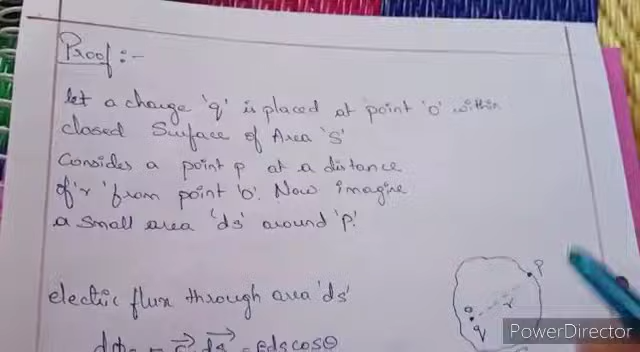 Proof :-
let a charge 'q' is placed at point 'o' within
closed Surface of Area 'S'
Consider a point p at a distance
of 'r' from point 'o'. Now imagine
a small area 'ds' around 'p'.
electric flux through area 'ds'
P
o
r
q
= Edscosθ
PowerDirector